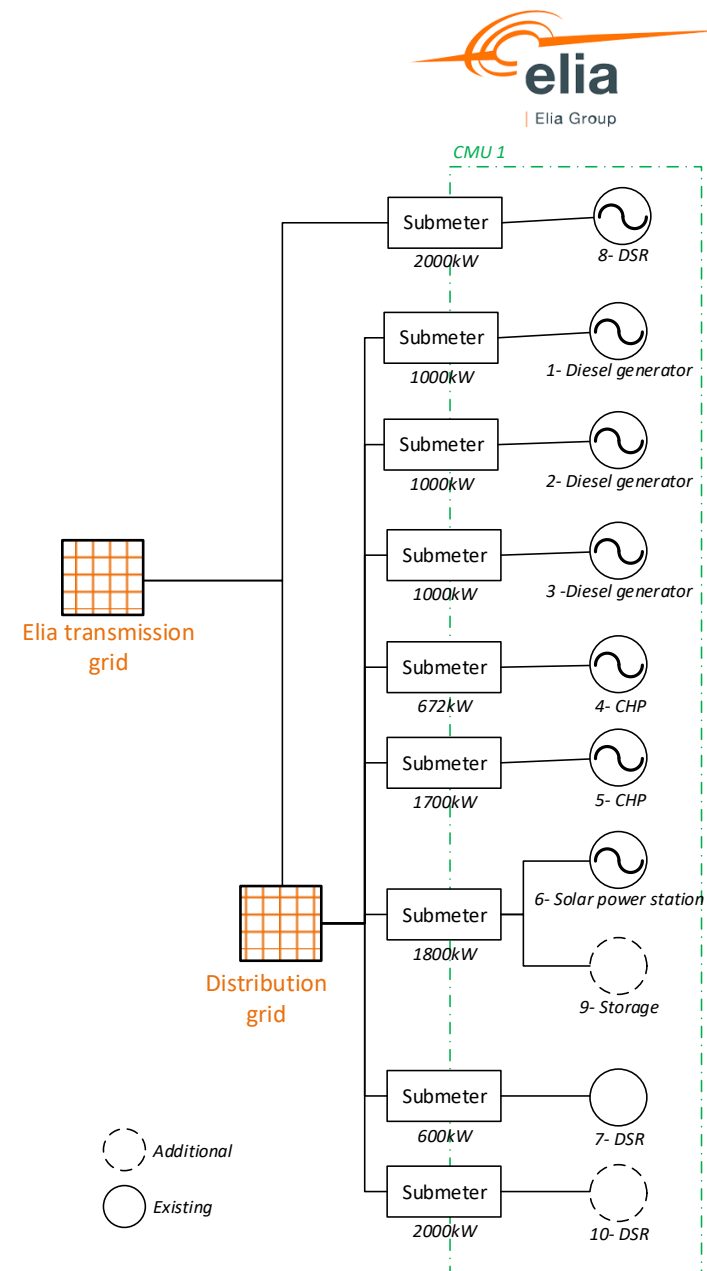 elia
| Elia Group
CMU 1
Submeter
2000kW
8- DSR
Submeter
1000kW
1- Diesel generator
Submeter
1000kW
2- Diesel generator
Submeter
1000kW
3 -Diesel generator
Elia transmission
grid
Submeter
672kW
4- CHP
Submeter
1700kW
5- CHP
Submeter
1800kW
6- Solar power station
9- Storage
Distribution
grid
Submeter
600kW
7- DSR
Additional
Existing
Submeter
2000kW
10- DSR